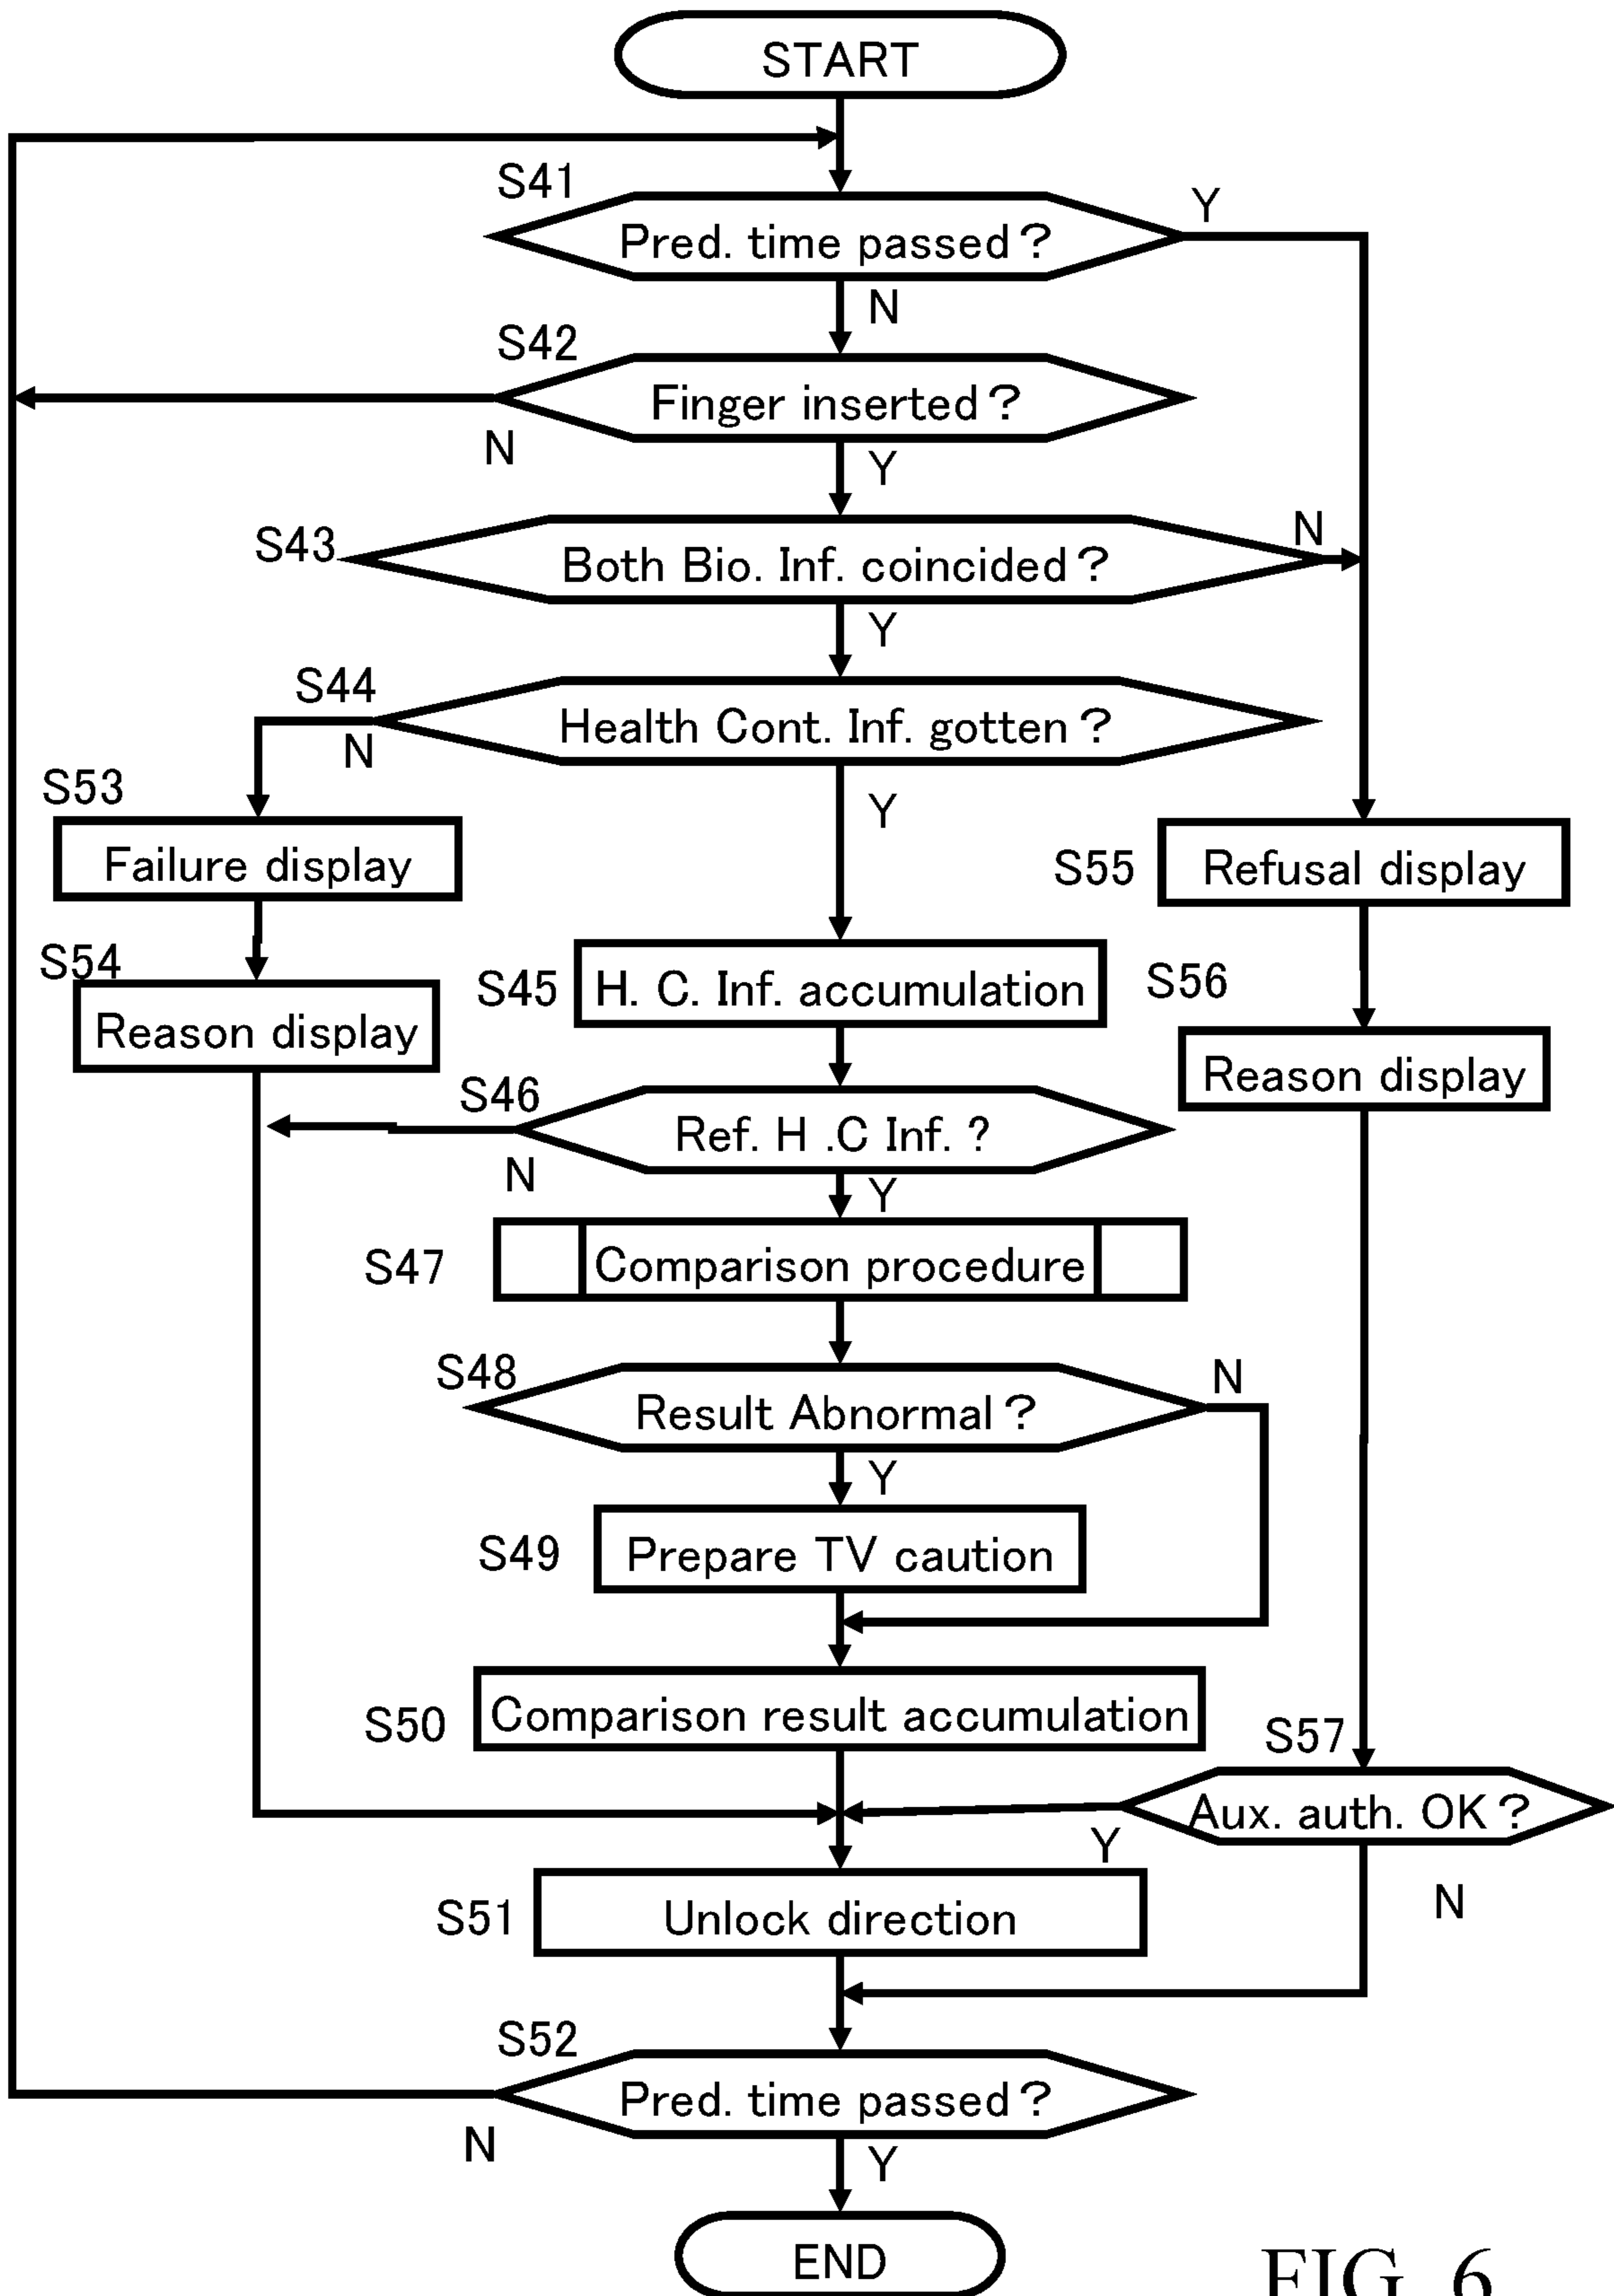 START
S41
Y
Pred. time passed?
N
S42
Finger inserted?
N
Y
S43
N
Both Bio. Inf. coincided?
Y
S44
Health Cont. Inf. gotten?
N
Y
S53
Failure display
S55
Refusal display
S54
Reason display
S45
H. C. Inf. accumulation
S56
Reason display
S46
Ref. H .C Inf. ?
N
Y
S47
Comparison procedure
S48
N
Result Abnormal?
Y
S49
Prepare TV caution
S50
Comparison result accumulation
S57
Aux. auth. OK?
Y
N
S51
Unlock direction
S52
Pred. time passed?
N
Y
END
FIG. 6